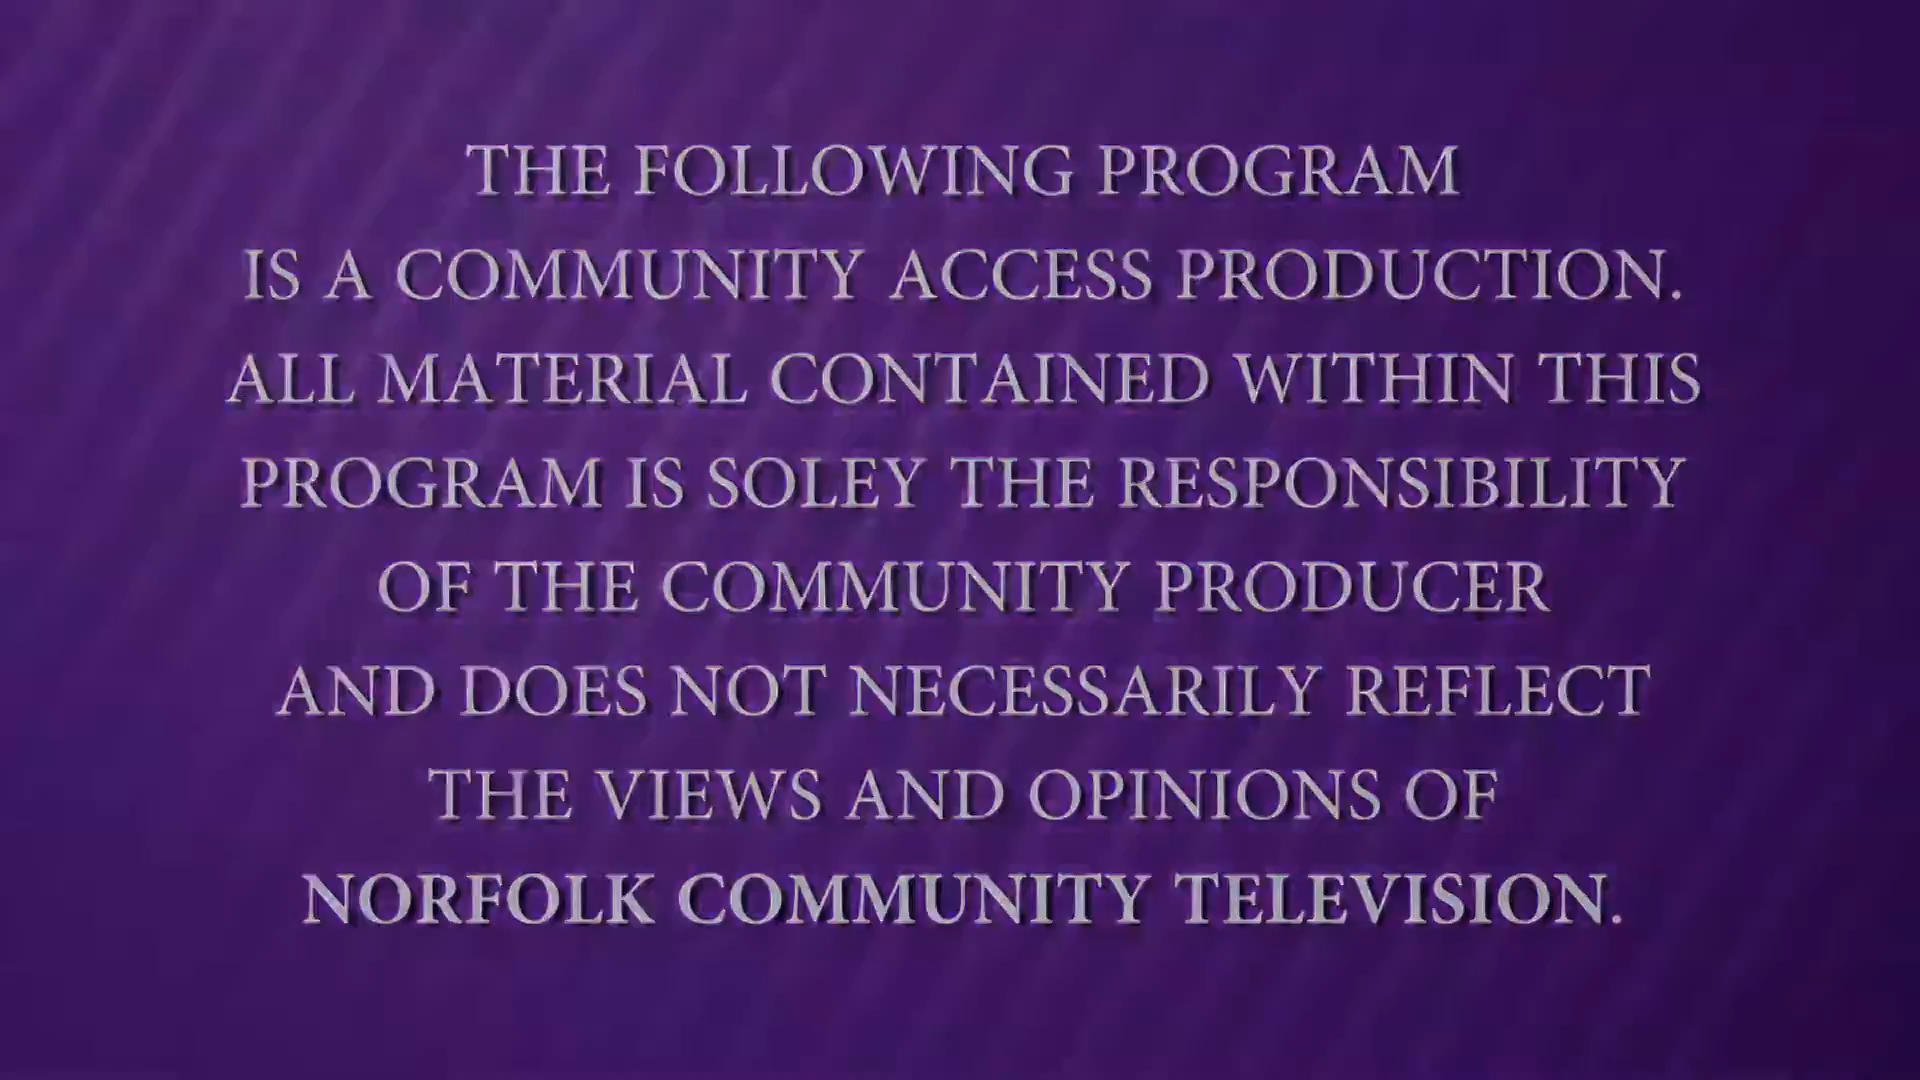 THE FOLLOWING PROGRAM
IS A COMMUNITY ACCESS PRODUCTION.
ALL MATERIAL CONTAINED WITHIN THIS
PROGRAM IS SOLEY THE RESPONSIBILITY
OF THE COMMUNITY PRODUCER
AND DOES NOT NECESSARILY REFLECT
THE VIEWS AND OPINIONS OF
NORFOLK COMMUNITY TELEVISION.